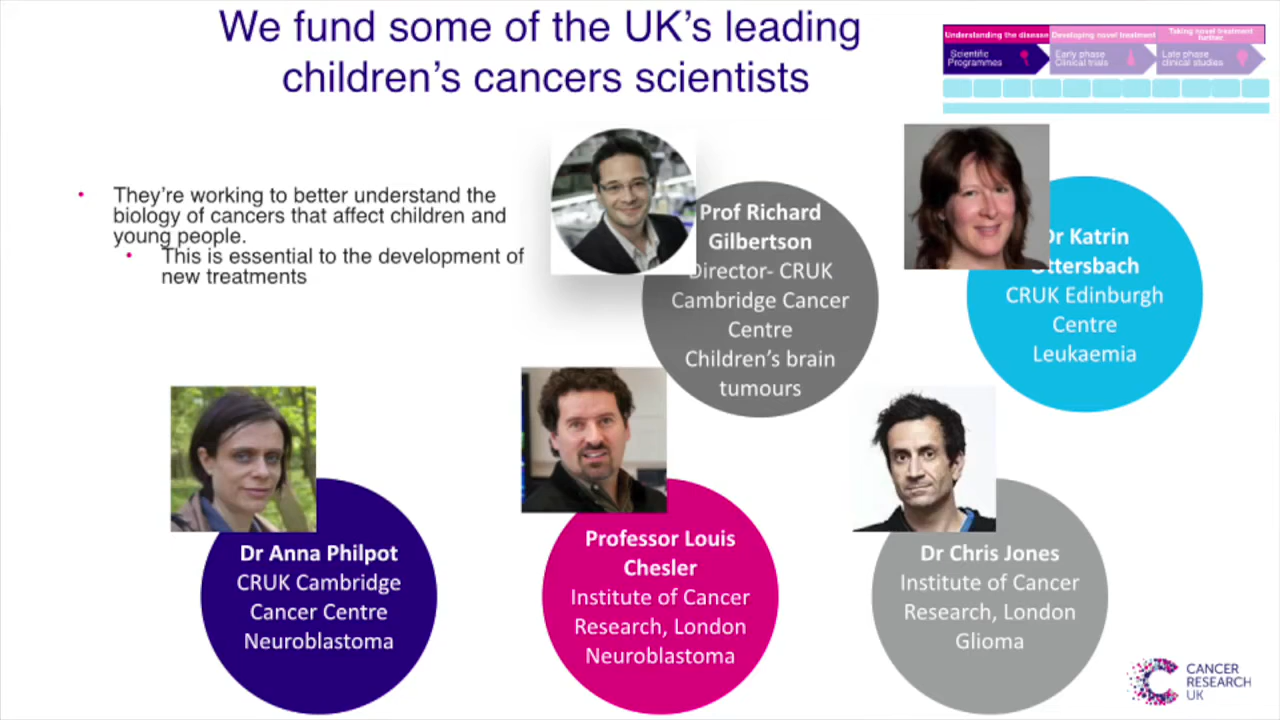 We fund some of the UK's leading
children's cancers scientists
Understanding the disease
Developing novel treatment
Taking novel treatment
further
Scientific
Programmes
Early phase
Clinical trials
Late phase
clinical studies
• They're working to better understand the
biology of cancers that affect children and
young people.
• This is essential to the development of
new treatments
Prof Richard
Gilbertson
Director- CRUK
Cambridge Cancer
Centre
Children's brain
tumours
Dr Katrin
Ottersbach
CRUK Edinburgh
Centre
Leukaemia
Dr Anna Philpot
CRUK Cambridge
Cancer Centre
Neuroblastoma
Professor Louis
Chesler
Institute of Cancer
Research, London
Neuroblastoma
Dr Chris Jones
Institute of Cancer
Research, London
Glioma
CANCER
RESEARCH
UK